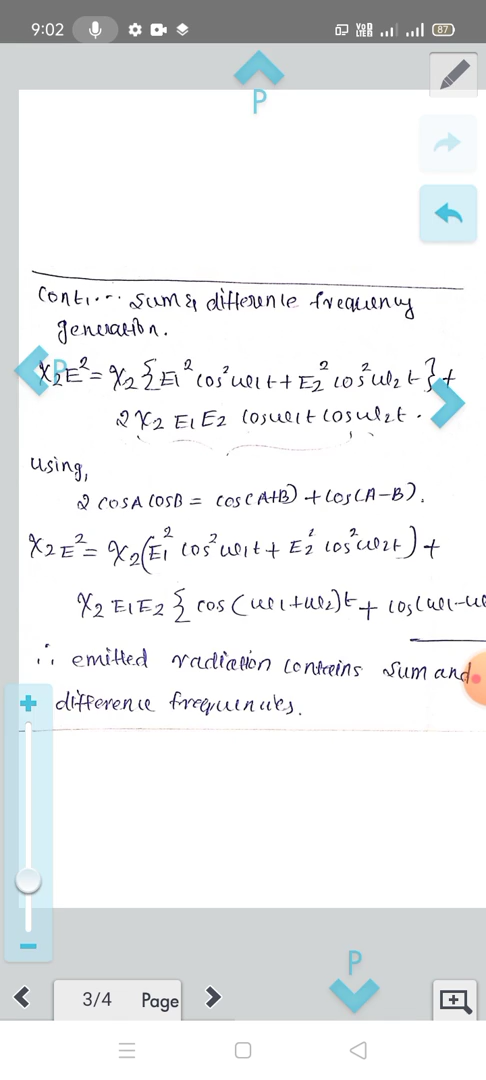 9:02
VoD
LTE
87
P
Conti... Sum & difference frequency
generation.
P
χ₂E² = χ₂ { E₁² cos²ω₁t + E₂² cos²ω₂t } +
2χ₂ E₁E₂ cosω₁t cosω₂t .
using,
2 cosA cosB = cos(A+B) + cos(A-B).
χ₂E² = χ₂ (E₁² cos²ω₁t + E₂² cos²ω₂t) +
χ₂ E₁E₂ { cos (ω₁+ω₂)t + cos(ω₁-ω
∴ emitted radiation contains sum and
+ difference frequencies.
-
P
3/4 Page